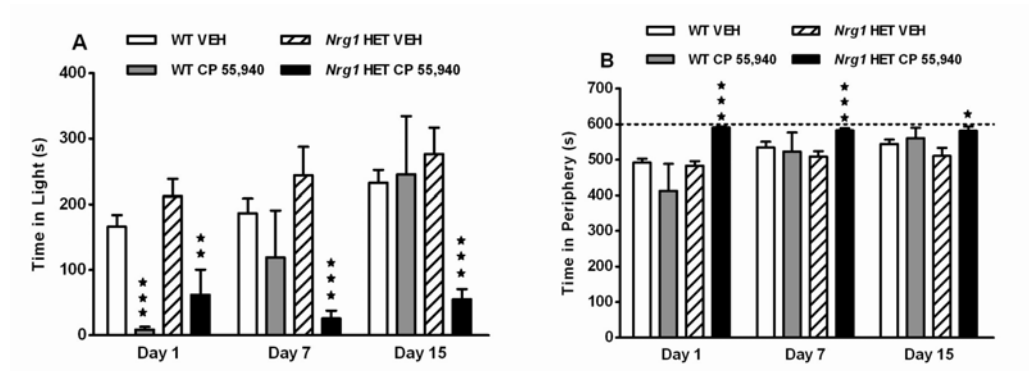 A
WT VEH
Nrg1 HET VEH
WT CP 55,940
Nrg1 HET CP 55,940
Time in Light (s)
400
300
200
100
0
★★★
★★
★★★
★★★
Day 1
Day 7
Day 15
B
WT VEH
Nrg1 HET VEH
WT CP 55,940
Nrg1 HET CP 55,940
Time in Periphery (s)
700
600
500
400
300
200
100
0
★★★
★★★
★
Day 1
Day 7
Day 15